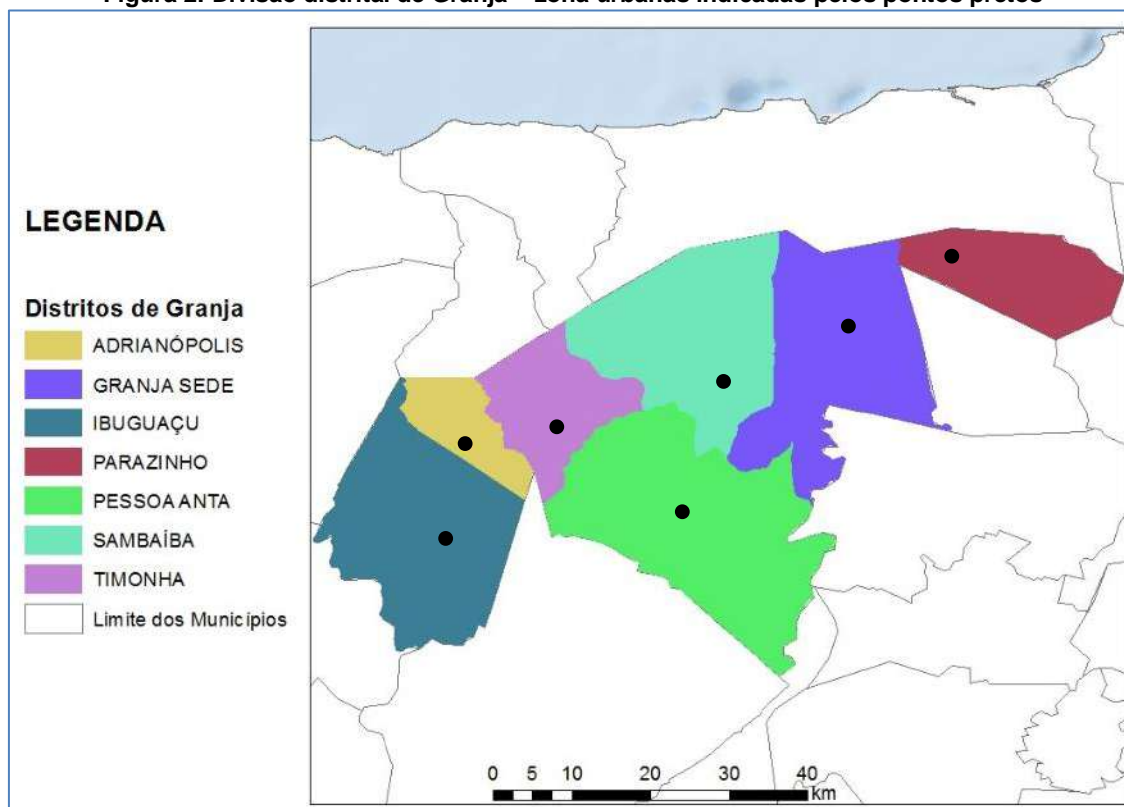 Figura 2: Divisão distrital de Granja – zona urbanas indicadas pelos pontos pretos
LEGENDA
Distritos de Granja
ADRIANÓPOLIS
GRANJA SEDE
IBUGUAÇU
PARAZINHO
PESSOA ANTA
SAMBAÍBA
TIMONHA
Limite dos Municípios
0 5 10 20 30 40
km